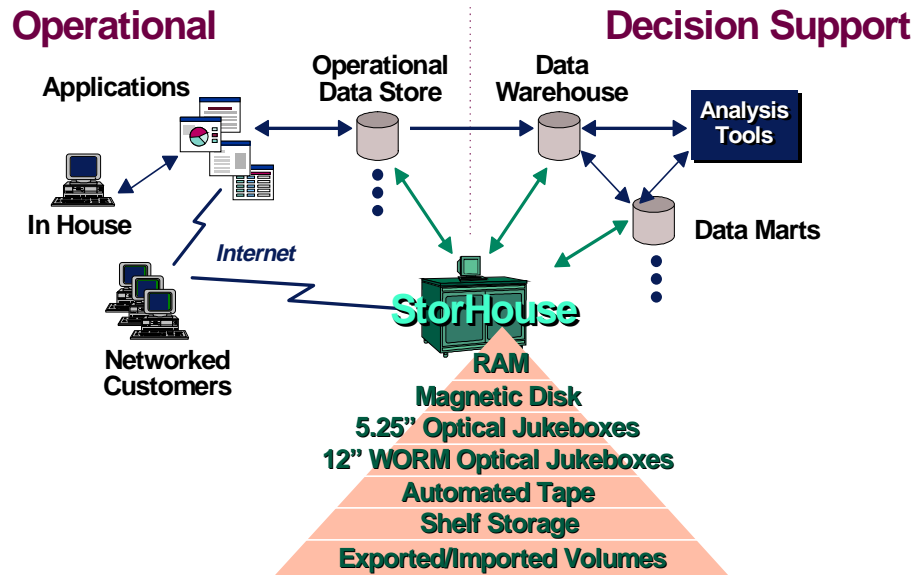 Operational
Decision Support
Applications
Operational
Data Store
Data
Warehouse
Analysis
Tools
In House
Data Marts
Internet
StorHouse
Networked
Customers
RAM
Magnetic Disk
5.25” Optical Jukeboxes
12” WORM Optical Jukeboxes
Automated Tape
Shelf Storage
Exported/Imported Volumes